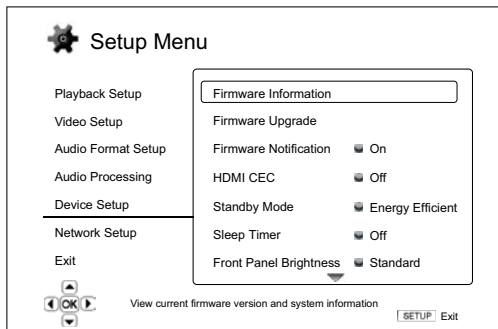 Setup Menu
Playback Setup
Video Setup
Audio Format Setup
Audio Processing
Device Setup
Network Setup
Exit
Firmware Information
Firmware Upgrade
Firmware Notification On
HDMI CEC Off
Standby Mode Energy Efficient
Sleep Timer Off
Front Panel Brightness Standard
OK
View current firmware version and system information
SETUP Exit